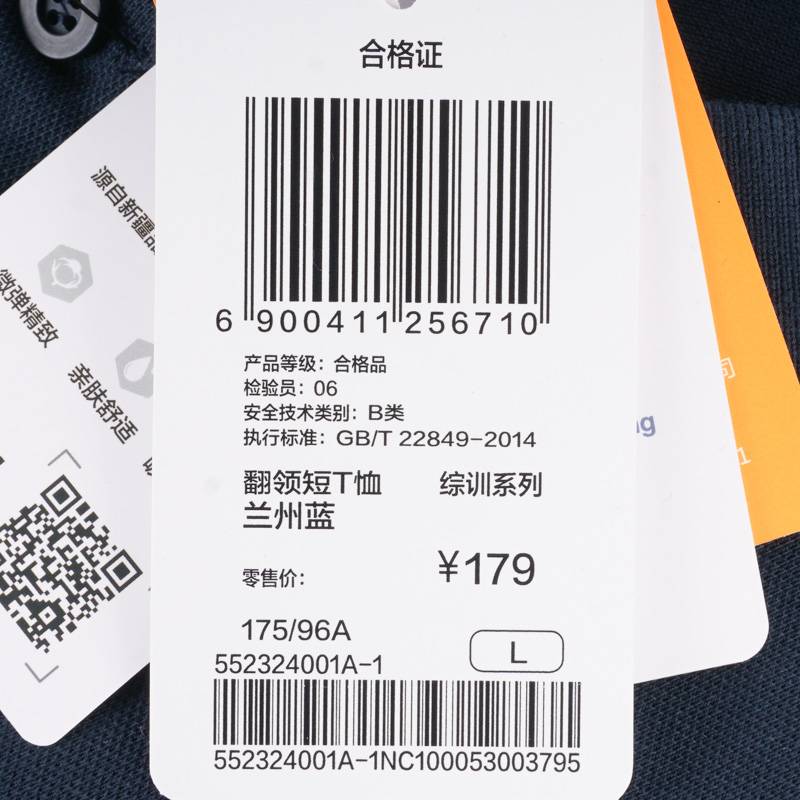 合格证
6 900411 256710
产品等级：合格品
检验员：06
安全技术类别：B类
执行标准：GB/T 22849-2014
翻领短T恤 综训系列
兰州蓝
零售价： ¥179
175/96A
L
552324001A-1
552324001A-1NC100053003795
源自新疆
微弹精致
亲肤舒适
司
ng
1